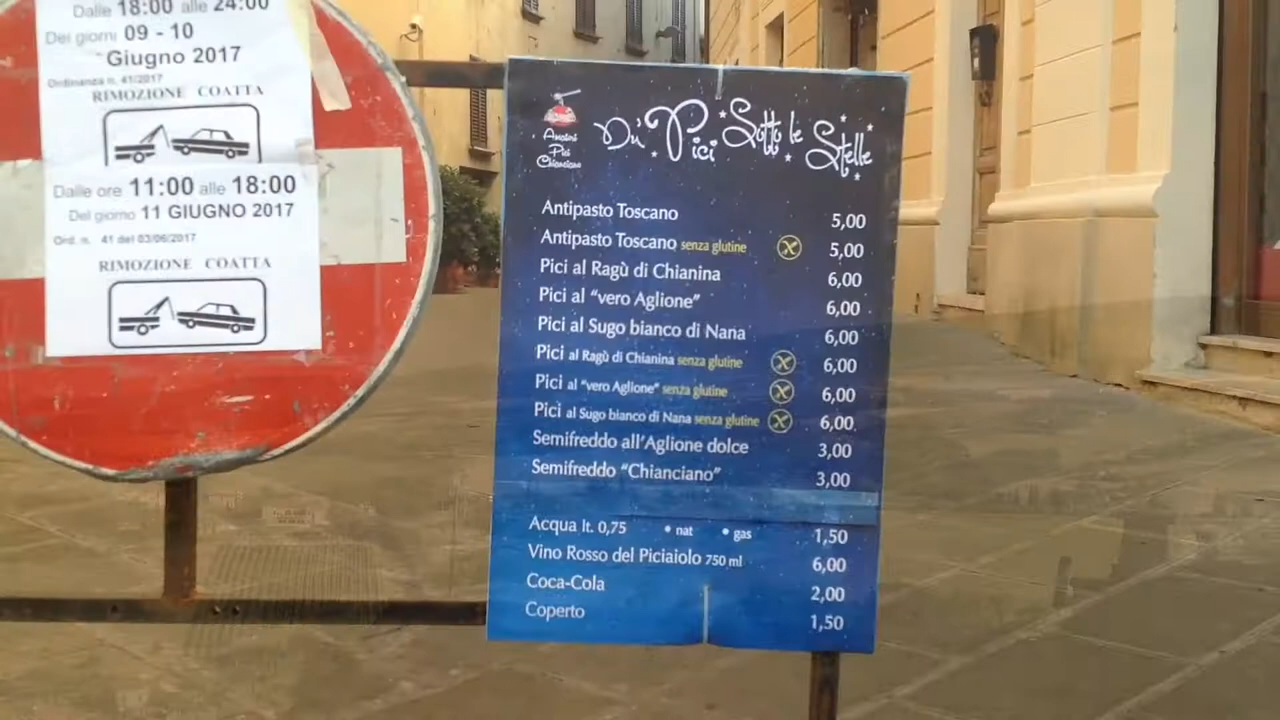 Dalle 18:00 alle 24:00
Dei giorni 09 - 10
Giugno 2017
Ordinanza n. 41/2017
RIMOZIONE COATTA
Dalle ore 11:00 alle 18:00
Del giorno 11 GIUGNO 2017
Ord. n. 41 del 03/06/2017
RIMOZIONE COATTA
Amatori
Pici
Chianciano
Du' Pici Sotto le Stelle
Antipasto Toscano 5,00
Antipasto Toscano senza glutine 5,00
Pici al Ragù di Chianina 6,00
Pici al “vero Aglione” 6,00
Pici al Sugo bianco di Nana 6,00
Pici al Ragù di Chianina senza glutine 6,00
Pici al “vero Aglione” senza glutine 6,00
Pici al Sugo bianco di Nana senza glutine 6,00
Semifreddo all'Aglione dolce 3,00
Semifreddo “Chianciano” 3,00
Acqua lt. 0,75 • nat • gas 1,50
Vino Rosso del Piciaiolo 750 ml 6,00
Coca-Cola 2,00
Coperto 1,50